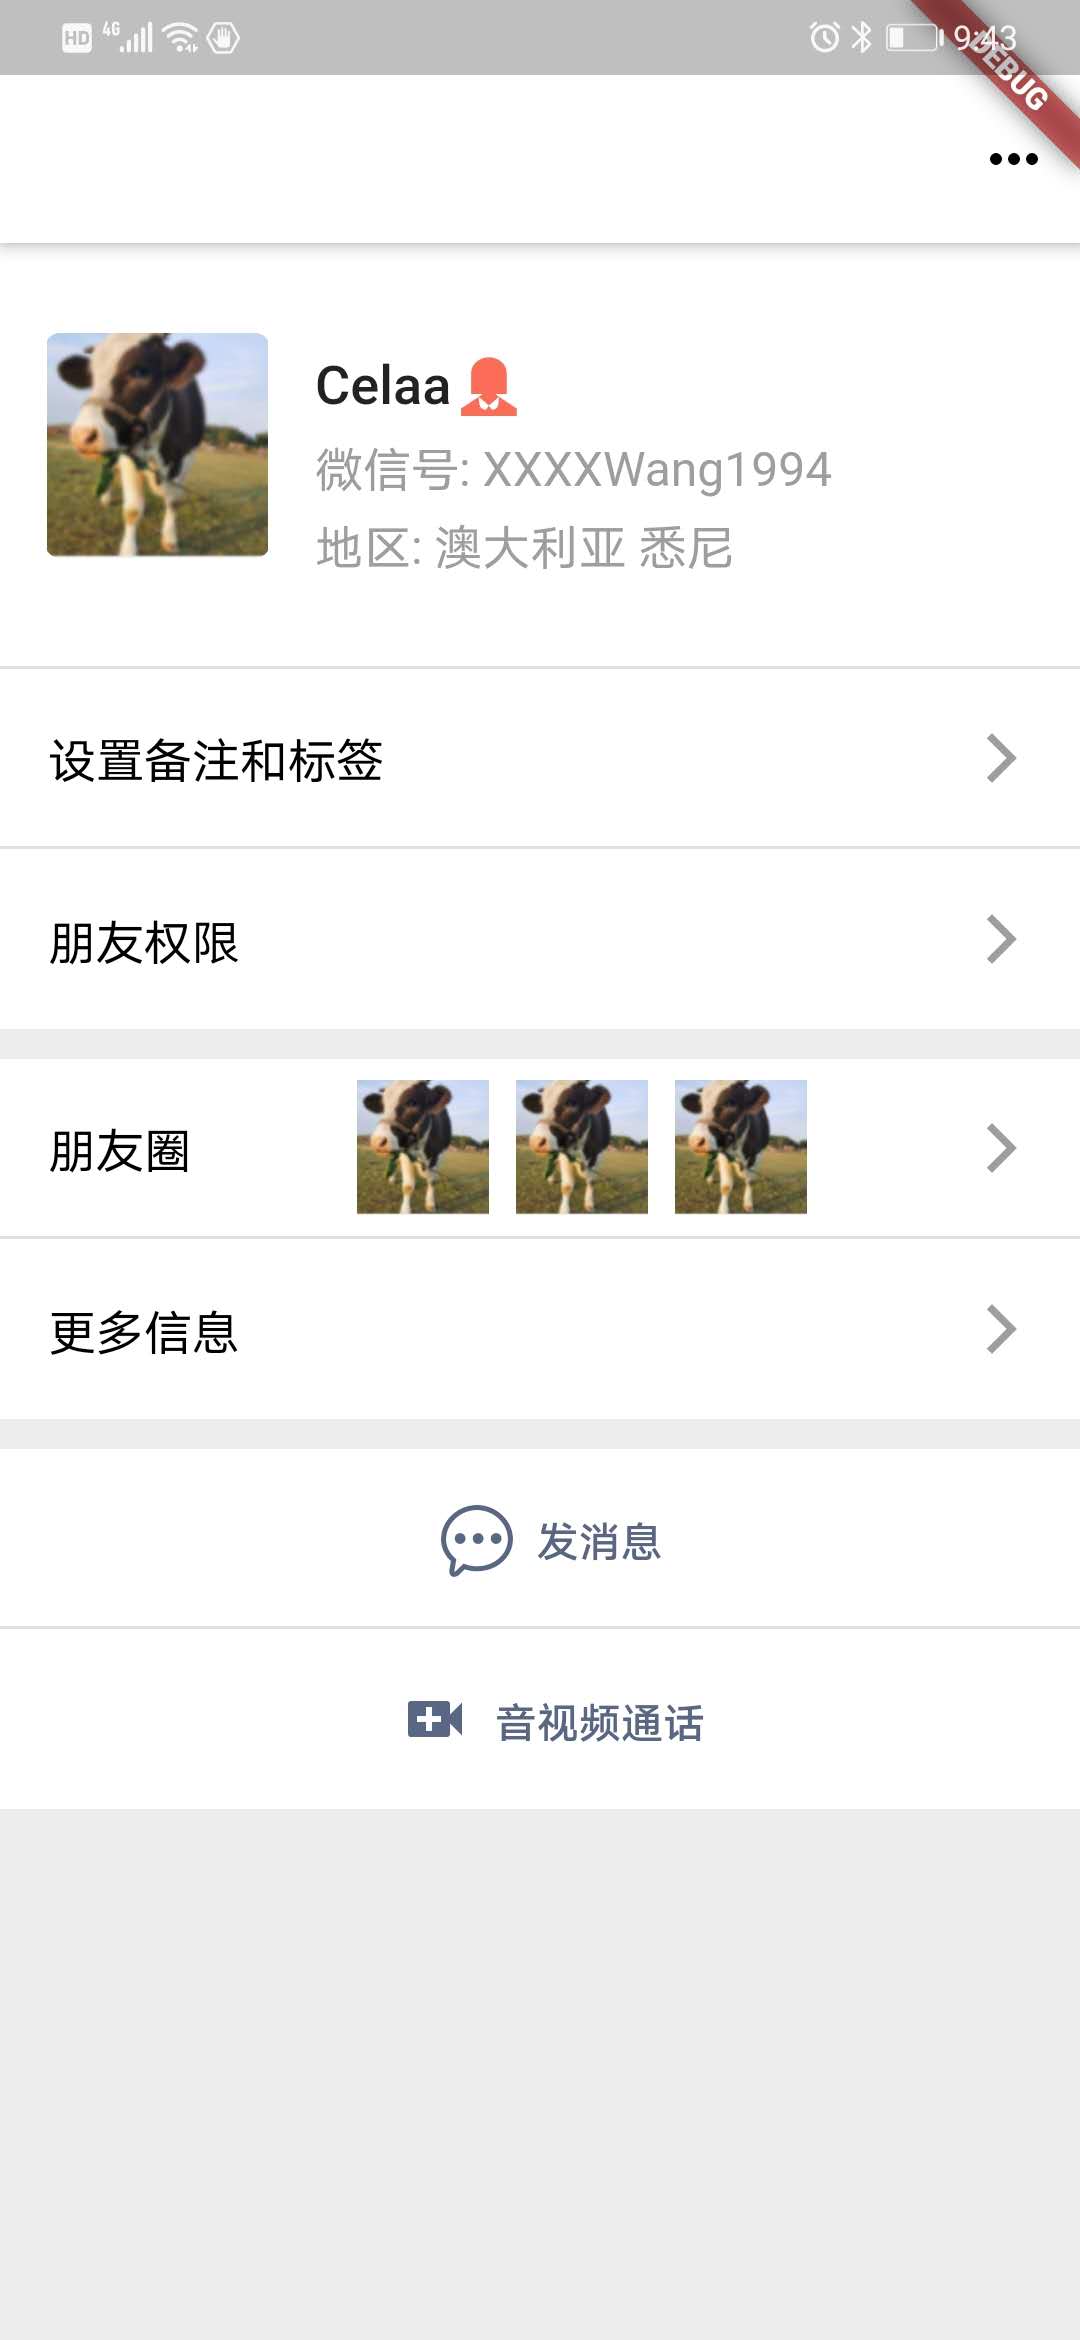 HD 4G 9:43
DEBUG
Celaa
微信号: XXXXWang1994
地区: 澳大利亚 悉尼
设置备注和标签
朋友权限
朋友圈
更多信息
发消息
音视频通话